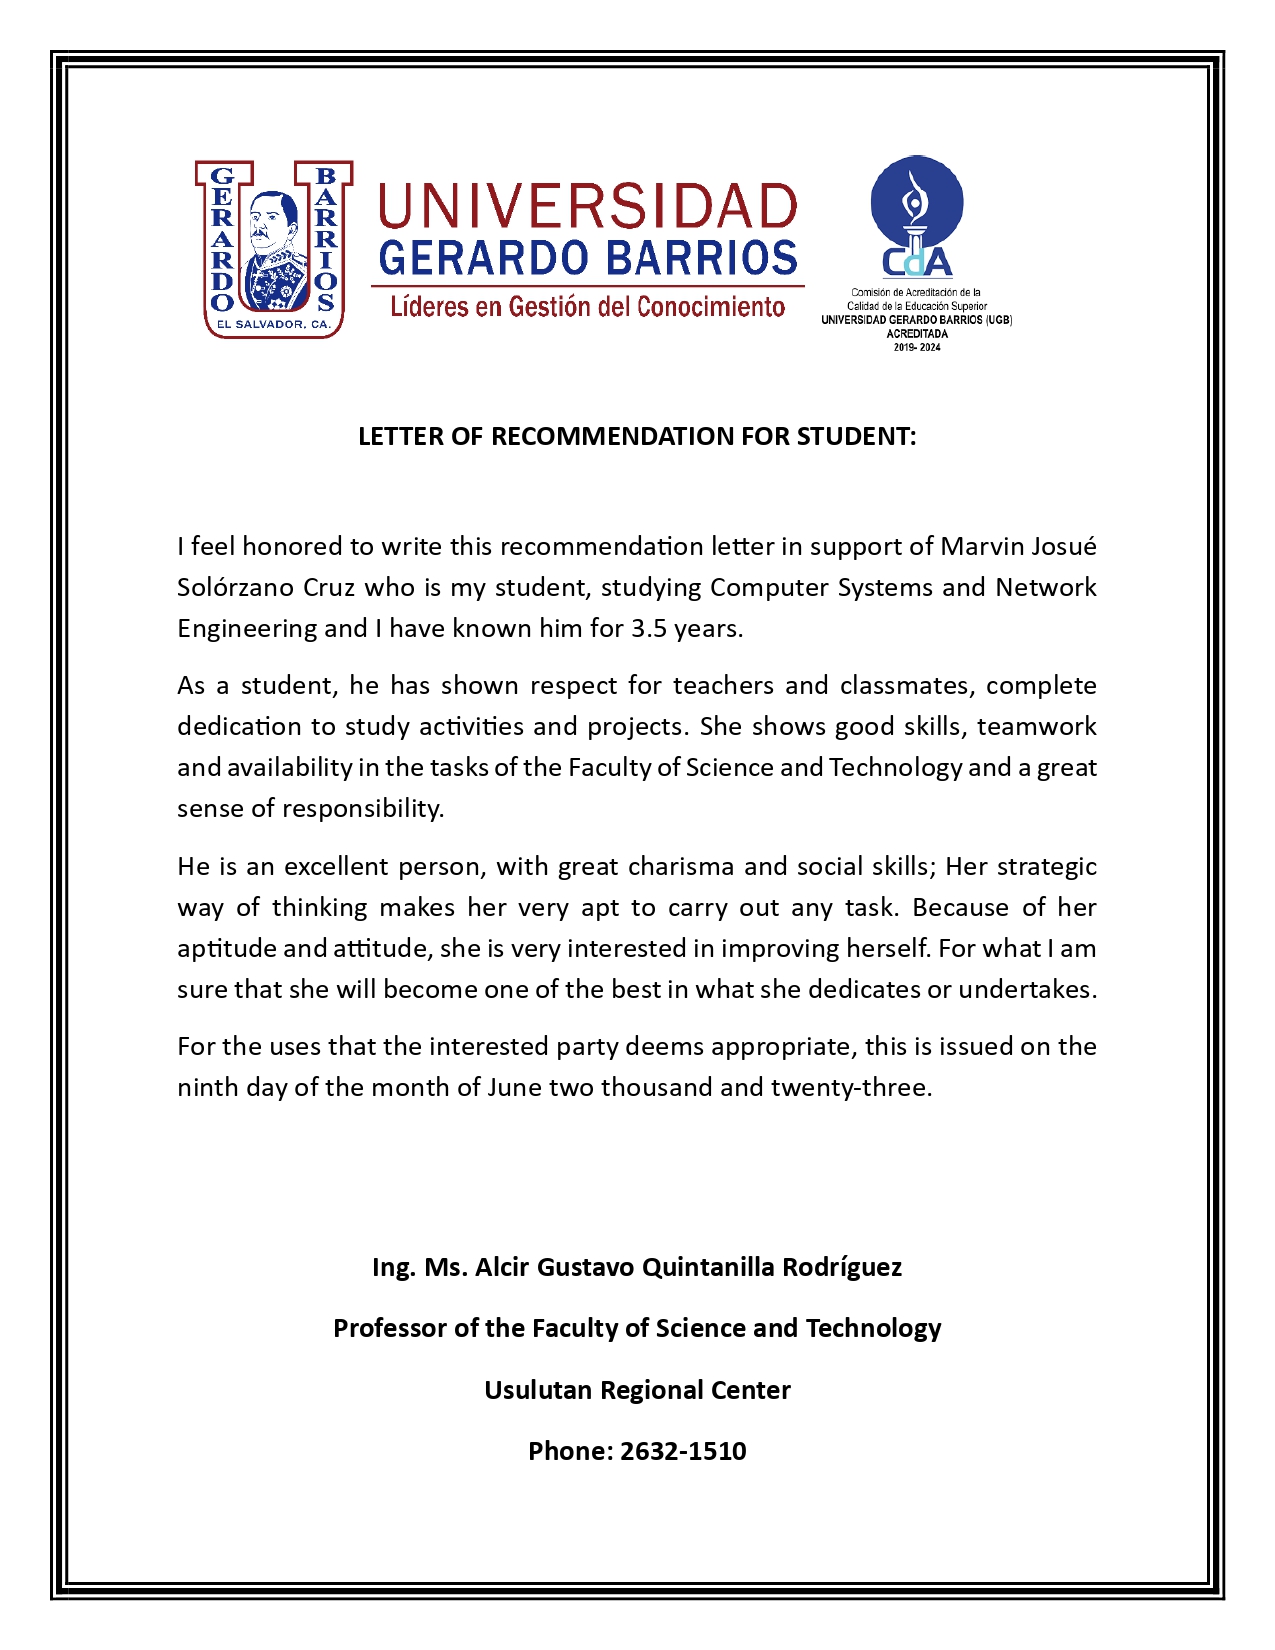 GERARDO
BARRIOS
EL SALVADOR, CA.
UNIVERSIDAD
GERARDO BARRIOS
Líderes en Gestión del Conocimiento
CdA
Comisión de Acreditación de la
Calidad de la Educación Superior
UNIVERSIDAD GERARDO BARRIOS (UGB)
ACREDITADA
2019- 2024
LETTER OF RECOMMENDATION FOR STUDENT:
I feel honored to write this recommendation letter in support of Marvin Josué
Solórzano Cruz who is my student, studying Computer Systems and Network
Engineering and I have known him for 3.5 years.
As a student, he has shown respect for teachers and classmates, complete
dedication to study activities and projects. She shows good skills, teamwork
and availability in the tasks of the Faculty of Science and Technology and a great
sense of responsibility.
He is an excellent person, with great charisma and social skills; Her strategic
way of thinking makes her very apt to carry out any task. Because of her
aptitude and attitude, she is very interested in improving herself. For what I am
sure that she will become one of the best in what she dedicates or undertakes.
For the uses that the interested party deems appropriate, this is issued on the
ninth day of the month of June two thousand and twenty-three.
Ing. Ms. Alcir Gustavo Quintanilla Rodríguez
Professor of the Faculty of Science and Technology
Usulutan Regional Center
Phone: 2632-1510